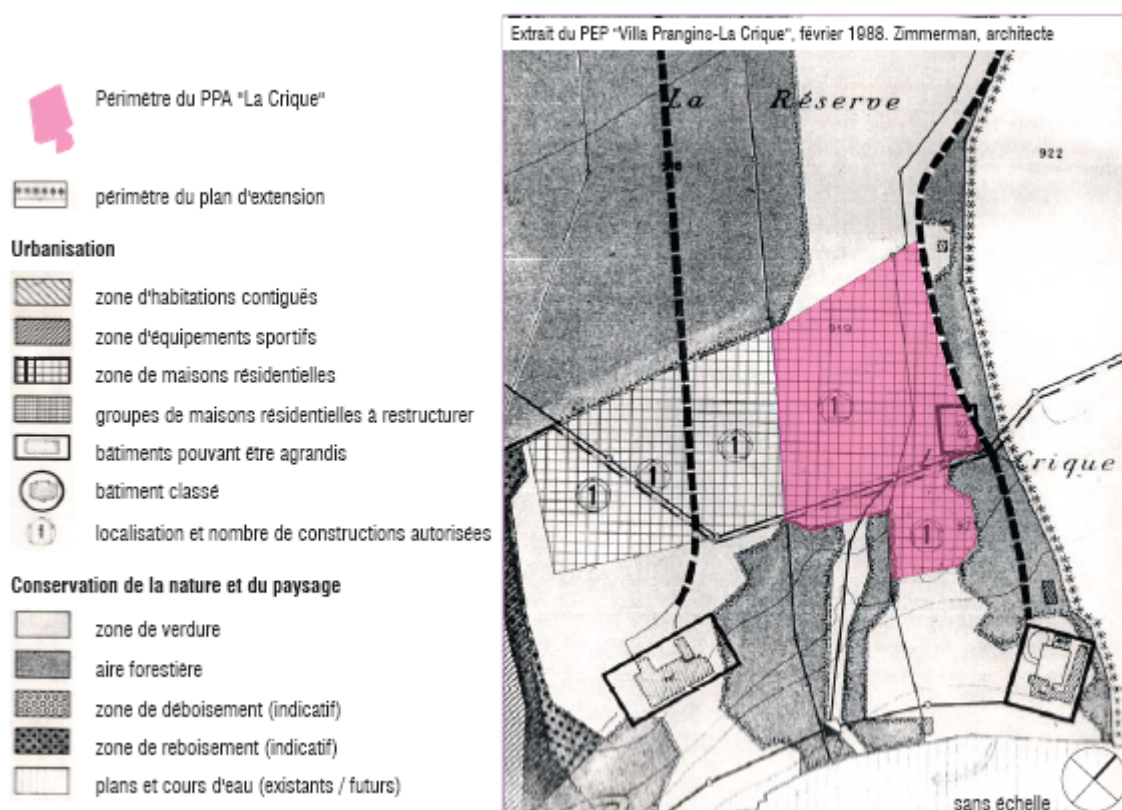 Extrait du PEP "Villa Prangins-La Crique", février 1988. Zimmerman, architecte
Périmètre du PPA "La Crique"
périmètre du plan d'extension
Urbanisation
zone d'habitations contiguës
zone d'équipements sportifs
zone de maisons résidentielles
groupes de maisons résidentielles à restructurer
bâtiments pouvant être agrandis
bâtiment classé
1 localisation et nombre de constructions autorisées
Conservation de la nature et du paysage
zone de verdure
aire forestière
zone de déboisement (indicatif)
zone de reboisement (indicatif)
plans et cours d'eau (existants / futurs)
La Réserve
922
919
1
1
1
1
La Crique
1
sans échelle